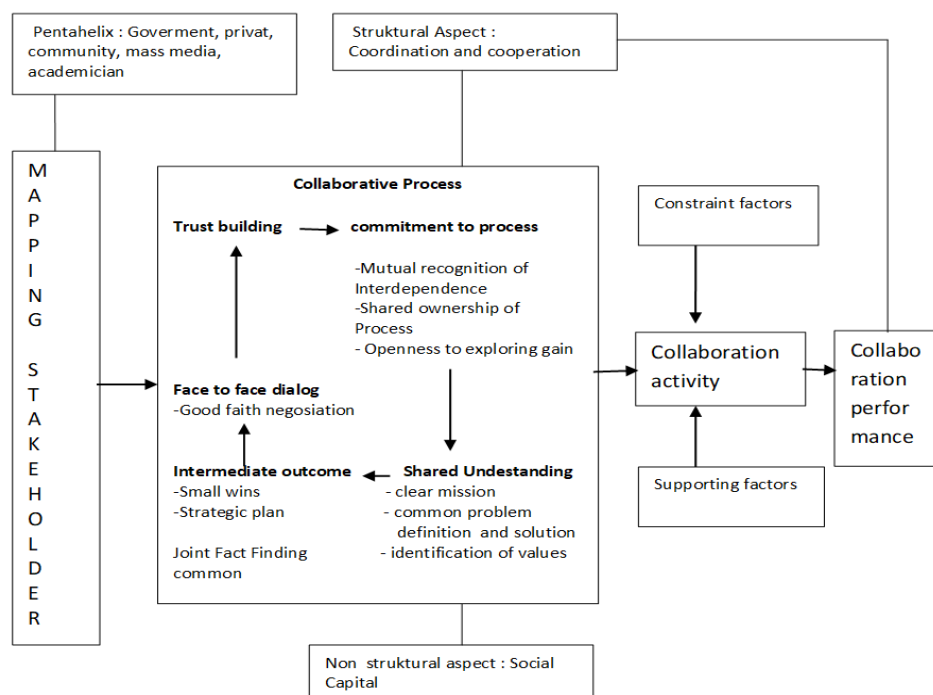 Pentahelix : Goverment, privat,
community, mass media,
academician
Struktural Aspect :
Coordination and cooperation
M
A
P
P
I
N
G
S
T
A
K
E
H
O
L
D
E
R
Collaborative Process
Trust building
commitment to process
-Mutual recognition of
Interdependence
-Shared ownership of
Process
- Openness to exploring gain
Face to face dialog
-Good faith negosiation
Intermediate outcome
-Small wins
-Strategic plan
Joint Fact Finding
common
Shared Undestanding
- clear mission
- common problem
definition and solution
- identification of values
Constraint factors
Collaboration
activity
Supporting factors
Collabo
ration
perfor
mance
Non struktural aspect : Social
Capital